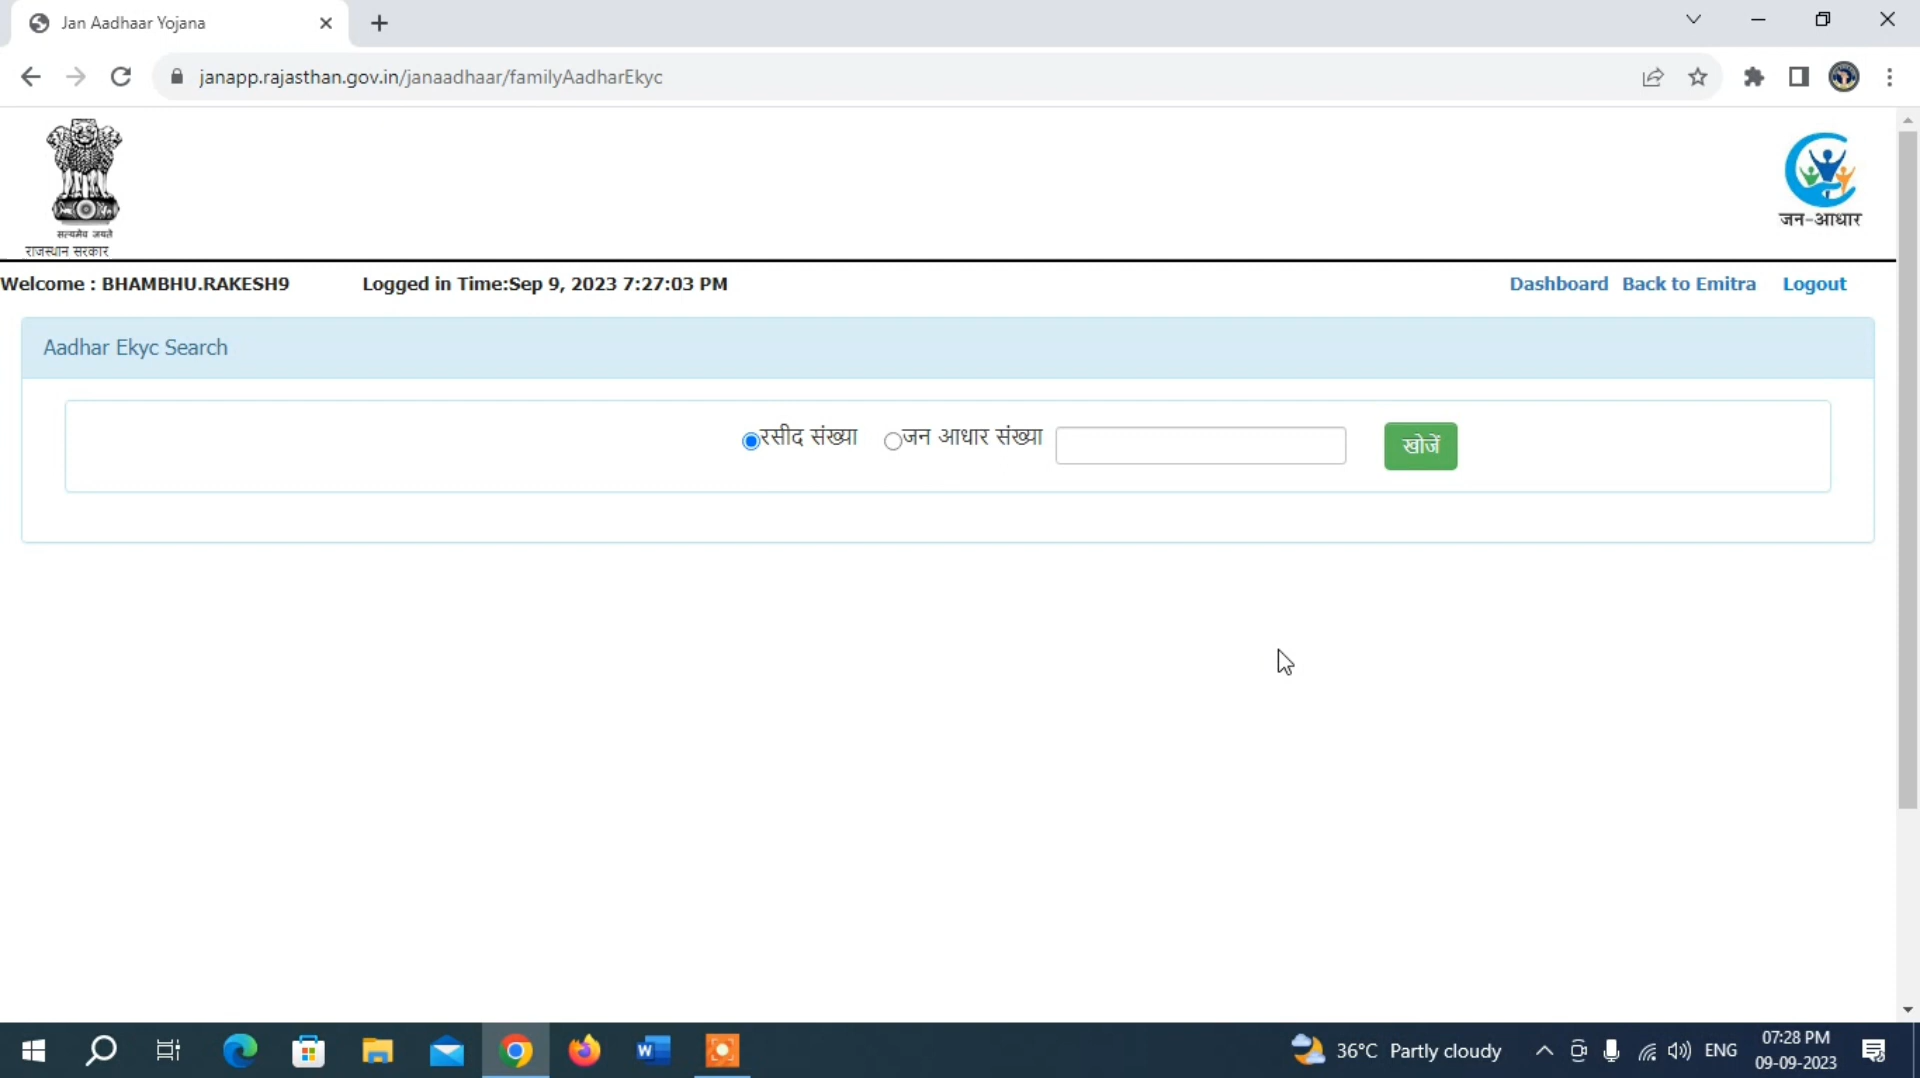 Jan Aadhaar Yojana
janapp.rajasthan.gov.in/janaadhaar/familyAadharEkyc
सत्यमेव जयते
राजस्थान सरकार
जन-आधार
Welcome : BHAMBHU.RAKESH9 Logged in Time:Sep 9, 2023 7:27:03 PM Dashboard Back to Emitra Logout
Aadhar Ekyc Search
रसीद संख्या जन आधार संख्या खोजें
36°C Partly cloudy ENG 07:28 PM
09-09-2023